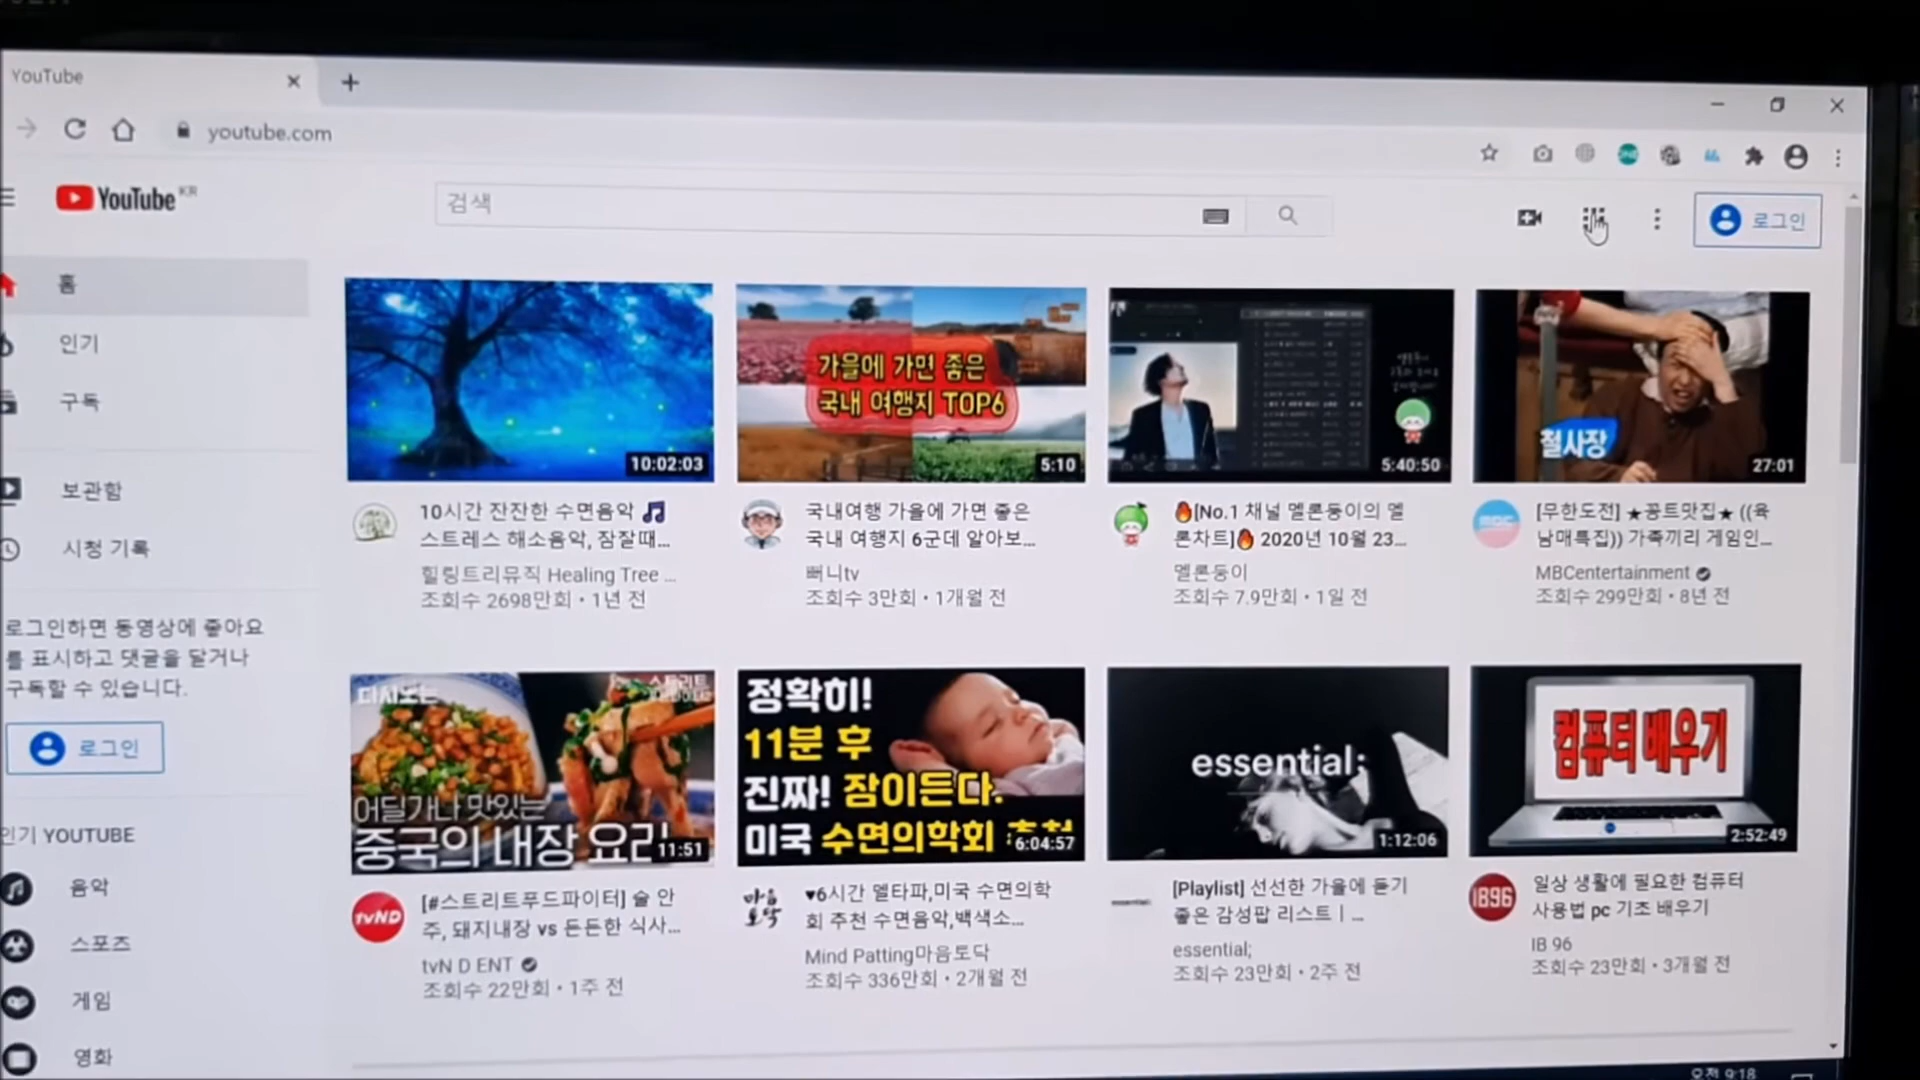 YouTube
youtube.com
YouTube KR
검색
로그인
홈
인기
구독
보관함
시청 기록
로그인하면 동영상에 좋아요
를 표시하고 댓글을 달거나
구독할 수 있습니다.
로그인
인기 YOUTUBE
음악
스포츠
게임
영화
10:02:03
10시간 잔잔한 수면음악 🎵
스트레스 해소음악, 잠잘때...
힐링트리뮤직 Healing Tree ...
조회수 2698만회 • 1년 전
가을에 가면 좋은
국내 여행지 TOP6
5:10
국내여행 가을에 가면 좋은
국내 여행지 6군데 알아보...
뻐니tv
조회수 3만회 • 1개월 전
5:40:50
🔥[No.1 채널 멜론둥이의 멜
론차트]🔥 2020년 10월 23...
멜론둥이
조회수 7.9만회 • 1일 전
철사장
27:01
MBC
[무한도전] ★꽁트맛집★ ((육
남매특집)) 가족끼리 게임인...
MBCentertainment
조회수 299만회 • 8년 전
다시보는
스트리트
어딜가나 맛있는
중국의 내장 요리
11:51
tvND
[#스트리트푸드파이터] 술 안
주, 돼지내장 vs 든든한 식사...
tvN D ENT
조회수 22만회 • 1주 전
정확히!
11분 후
진짜! 잠이든다.
미국 수면의학회
6:04:57
마음
토닥
♥6시간 델타파,미국 수면의학
회 추천 수면음악,백색소...
Mind Patting마음토닥
조회수 336만회 • 2개월 전
essential;
1:12:06
essential;
[Playlist] 선선한 가을에 듣기
좋은 감성팝 리스트 | ...
essential;
조회수 23만회 • 2주 전
컴퓨터 배우기
2:52:49
1896
일상 생활에 필요한 컴퓨터
사용법 pc 기초 배우기
IB 96
조회수 23만회 • 3개월 전
오전 9:18